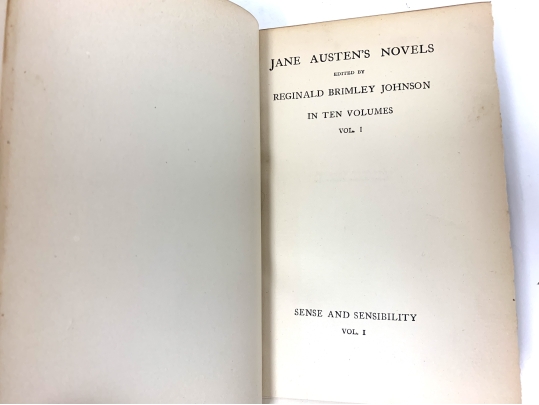 JANE AUSTEN'S NOVELS
EDITED BY
REGINALD BRIMLEY JOHNSON
IN TEN VOLUMES
VOL. I
SENSE AND SENSIBILITY
VOL. I